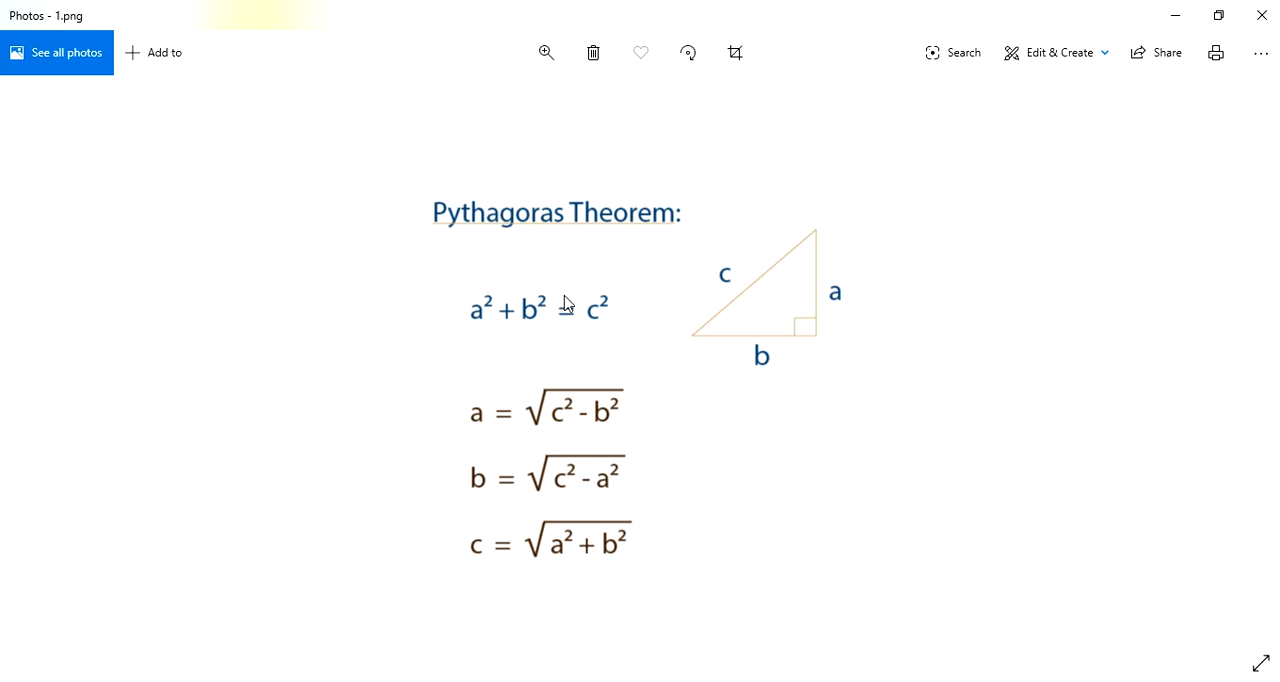 Photos - 1.png
See all photos
Add to
Search
Edit & Create
Share
Pythagoras Theorem:
c
a
a² + b² = c²
b
a = √c² - b²
b = √c² - a²
c = √a² + b²